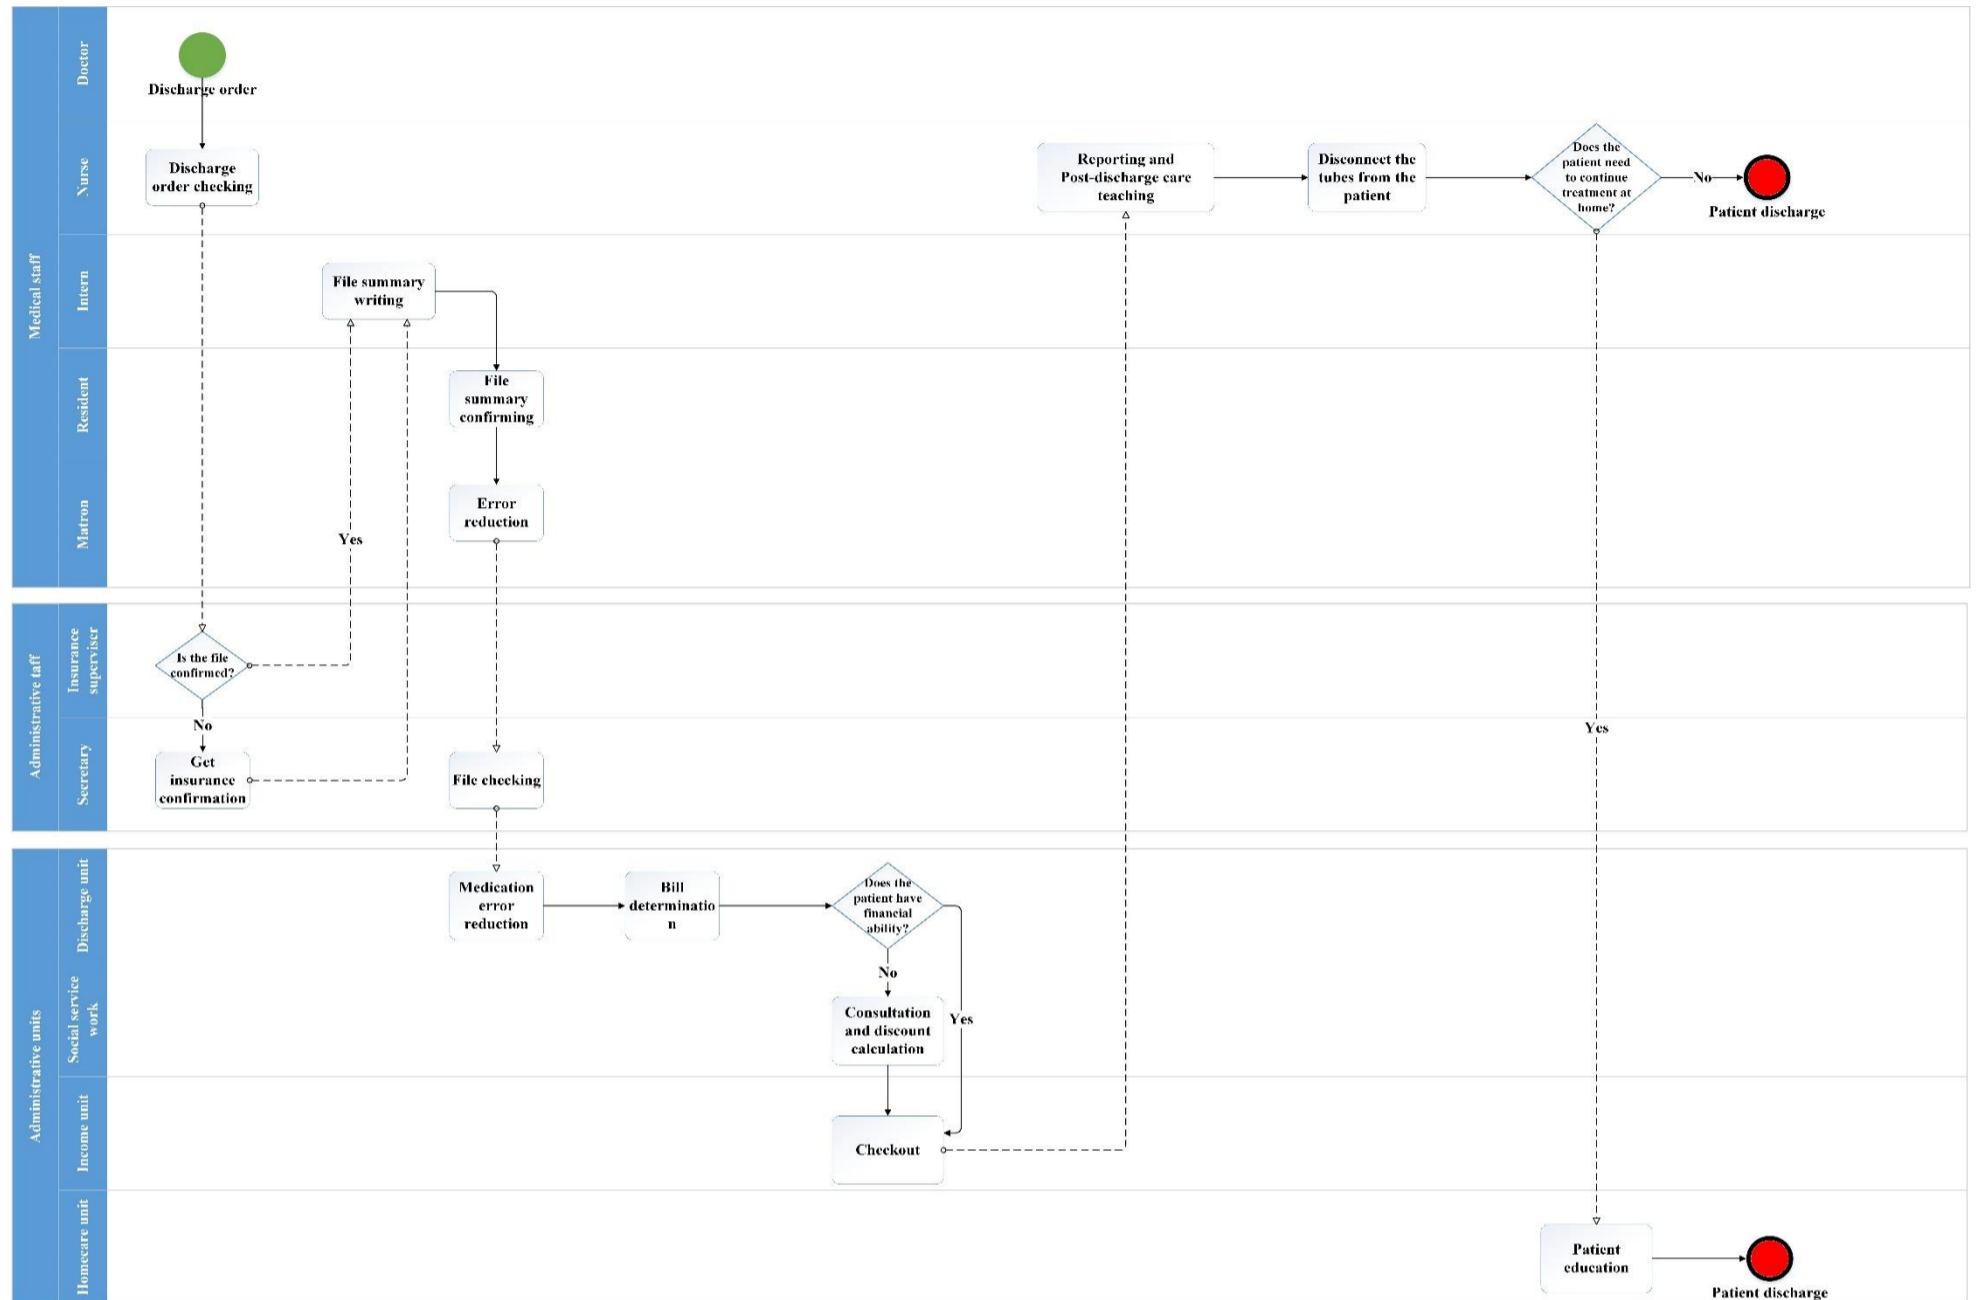 Medical staff
Doctor
Discharge order
Nurse
Discharge
order checking
Reporting and
Post-discharge care
teaching
Disconnect the
tubes from the
patient
Does the
patient need
to continue
treatment at
home?
No
Patient discharge
Intern
File summary
writing
Resident
File
summary
confirming
Matron
Error
reduction
Yes
Administrative taff
Insurance
superviser
Is the file
confirmed?
No
Yes
Secretary
Get
insurance
confirmation
File checking
Administrative units
Discharge unit
Medication
error
reduction
Bill
determinatio
n
Does the
patient have
financial
ability?
No
Social service
work
Consultation
and discount
calculation
Yes
Income unit
Checkout
Homecare unit
Patient
education
Patient discharge